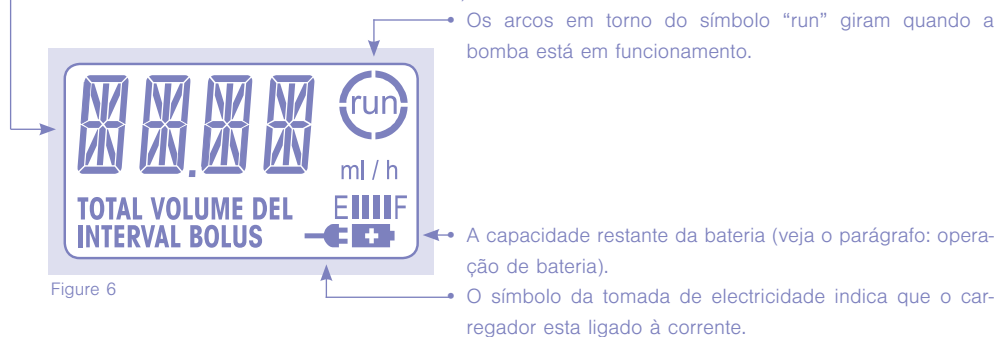 Os arcos em torno do símbolo “run” giram quando a
bomba está em funcionamento.
run
ml / h
TOTAL VOLUME DEL
E F
INTERVAL BOLUS
A capacidade restante da bateria (veja o parágrafo: opera-
ção de bateria).
Figure 6
O símbolo da tomada de electricidade indica que o car-
regador esta ligado à corrente.